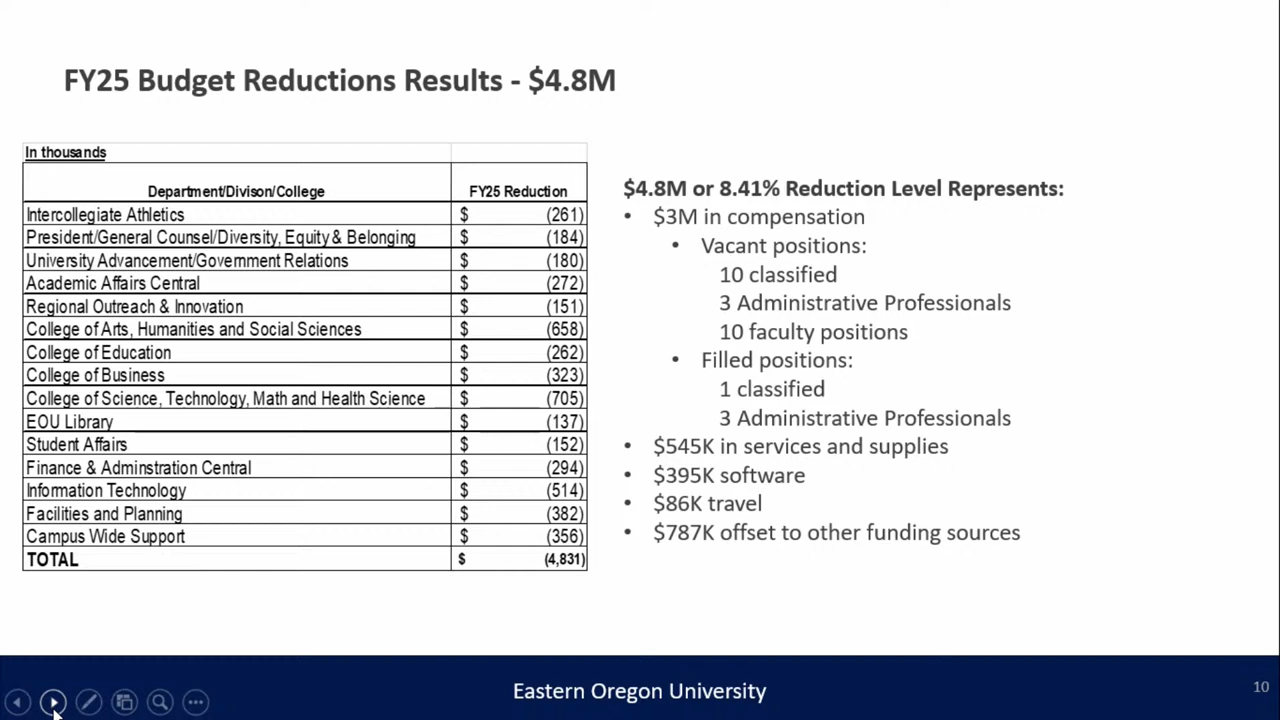 FY25 Budget Reductions Results - $4.8M
In thousands
Department/Divison/College FY25 Reduction
Intercollegiate Athletics $ (261)
President/General Counsel/Diversity, Equity & Belonging $ (184)
University Advancement/Government Relations $ (180)
Academic Affairs Central $ (272)
Regional Outreach & Innovation $ (151)
College of Arts, Humanities and Social Sciences $ (658)
College of Education $ (262)
College of Business $ (323)
College of Science, Technology, Math and Health Science $ (705)
EOU Library $ (137)
Student Affairs $ (152)
Finance & Adminstration Central $ (294)
Information Technology $ (514)
Facilities and Planning $ (382)
Campus Wide Support $ (356)
TOTAL $ (4,831)
$4.8M or 8.41% Reduction Level Represents:
• $3M in compensation
• Vacant positions:
10 classified
3 Administrative Professionals
10 faculty positions
• Filled positions:
1 classified
3 Administrative Professionals
• $545K in services and supplies
• $395K software
• $86K travel
• $787K offset to other funding sources
Eastern Oregon University
10